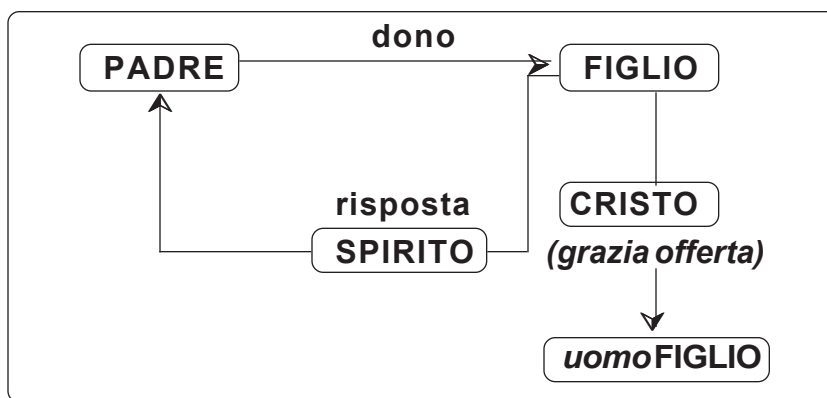 dono
PADRE
FIGLIO
risposta
CRISTO
SPIRITO
(grazia offerta)
uomoFIGLIO